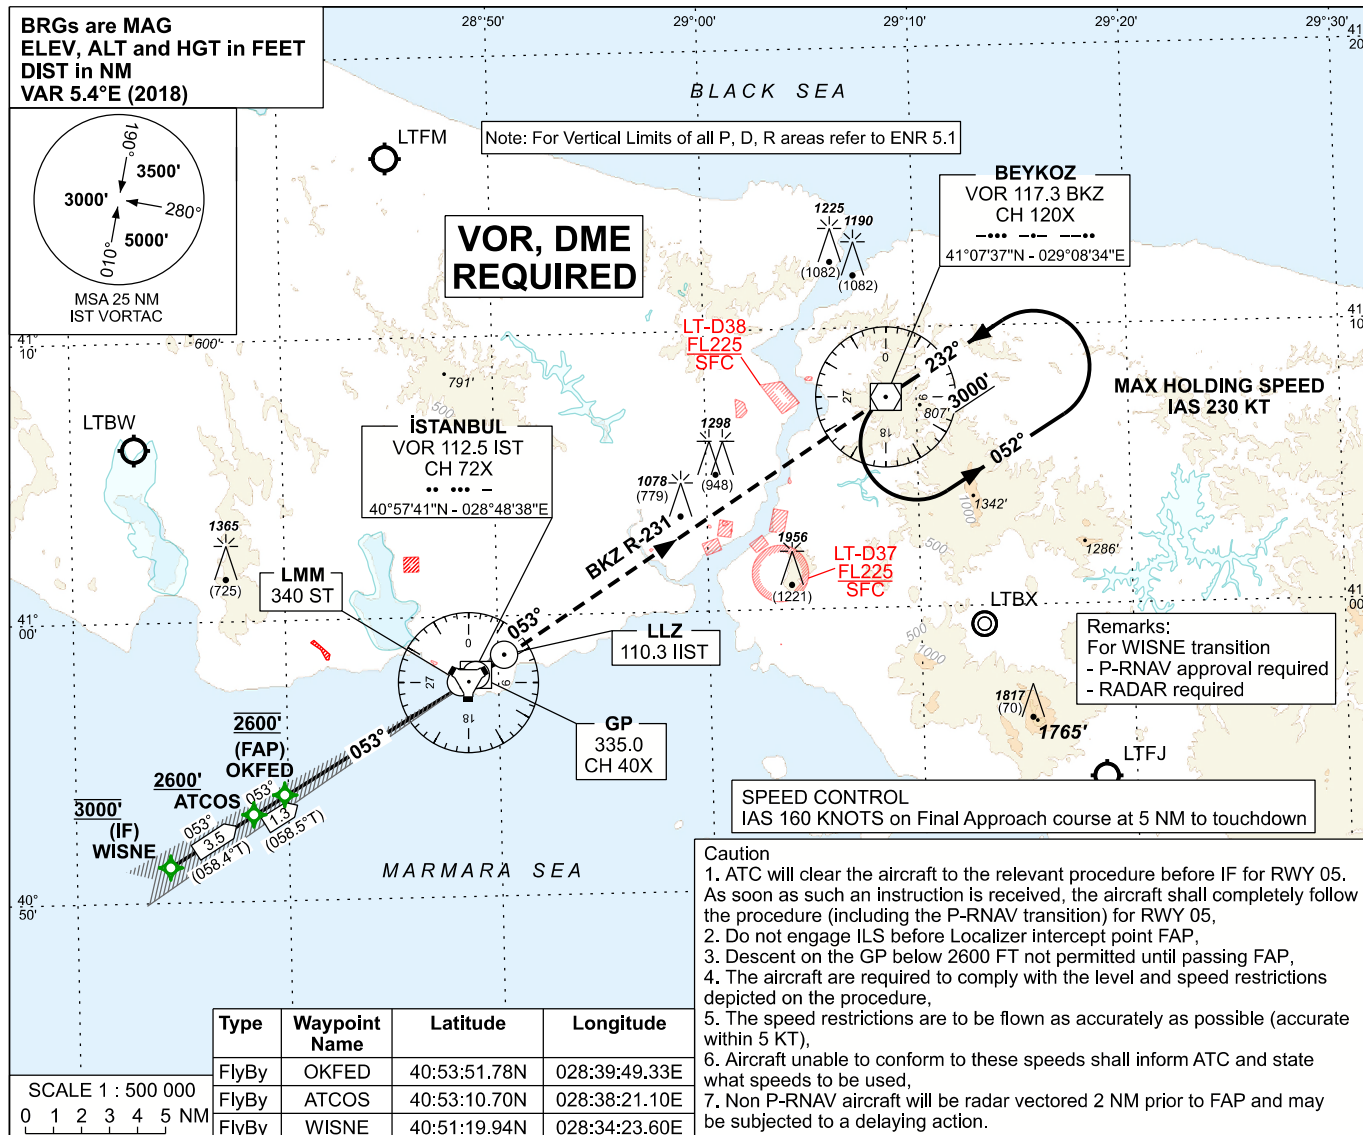 BRGs are MAG
ELEV, ALT and HGT in FEET
DIST in NM
VAR 5.4°E (2018)
28°50'
29°00'
29°10'
29°20'
29°30'
41°
20'
190°
3500'
3000'
280°
5000'
010°
MSA 25 NM
IST VORTAC
LTFM
BLACK SEA
Note: For Vertical Limits of all P, D, R areas refer to ENR 5.1
VOR, DME
REQUIRED
BEYKOZ
VOR 117.3 BKZ
CH 120X
41°07'37"N - 029°08'34"E
1225
1190
(1082)
(1082)
41°
10'
600'
500
791'
LT-D38
FL225
SFC
232°
3000'
052°
807'
41°
10'
MAX HOLDING SPEED
IAS 230 KT
0
9
18
27
LTBW
İSTANBUL
VOR 112.5 IST
CH 72X
40°57'41"N - 028°48'38"E
1298
(948)
1078
(779)
1365
(725)
BKZ R-231
1956
(1221)
LT-D37
FL225
SFC
1342'
1000
500
1286'
LMM
340 ST
053°
LLZ
110.3 IIST
41°
00'
41°
00'
LTBX
Remarks:
For WISNE transition
- P-RNAV approval required
- RADAR required
500
1000
0
9
18
27
GP
335.0
CH 40X
1817
(70)
1765'
LTFJ
2600'
(FAP)
OKFED
053°
2600'
ATCOS
053°
1.3
(058.5°T)
3000'
(IF)
WISNE
053°
3.5
(058.4°T)
MARMARA SEA
SPEED CONTROL
IAS 160 KNOTS on Final Approach course at 5 NM to touchdown
40°
50'
Caution
1. ATC will clear the aircraft to the relevant procedure before IF for RWY 05.
As soon as such an instruction is received, the aircraft shall completely follow
the procedure (including the P-RNAV transition) for RWY 05,
2. Do not engage ILS before Localizer intercept point FAP,
3. Descent on the GP below 2600 FT not permitted until passing FAP,
4. The aircraft are required to comply with the level and speed restrictions
depicted on the procedure,
5. The speed restrictions are to be flown as accurately as possible (accurate
within 5 KT),
6. Aircraft unable to conform to these speeds shall inform ATC and state
what speeds to be used,
7. Non P-RNAV aircraft will be radar vectored 2 NM prior to FAP and may
be subjected to a delaying action.
Type Waypoint Name Latitude Longitude
FlyBy OKFED 40:53:51.78N 028:39:49.33E
FlyBy ATCOS 40:53:10.70N 028:38:21.10E
FlyBy WISNE 40:51:19.94N 028:34:23.60E
SCALE 1 : 500 000
0 1 2 3 4 5 NM